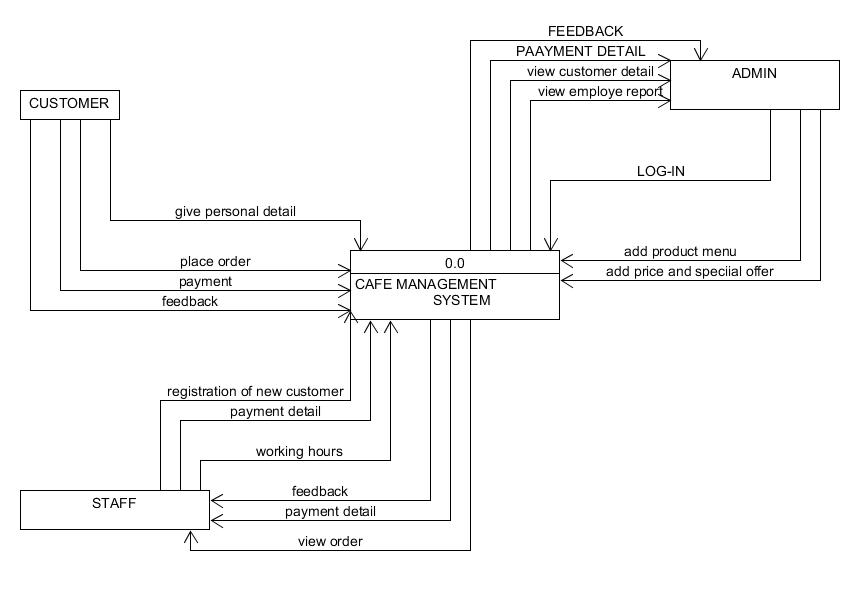 FEEDBACK
PAAYMENT DETAIL
ADMIN
view customer detail
view employe report
CUSTOMER
LOG-IN
give personal detail
add product menu
place order
0.0
add price and speciial offer
payment
CAFE MANAGEMENT
SYSTEM
feedback
registration of new customer
payment detail
working hours
feedback
STAFF
payment detail
view order